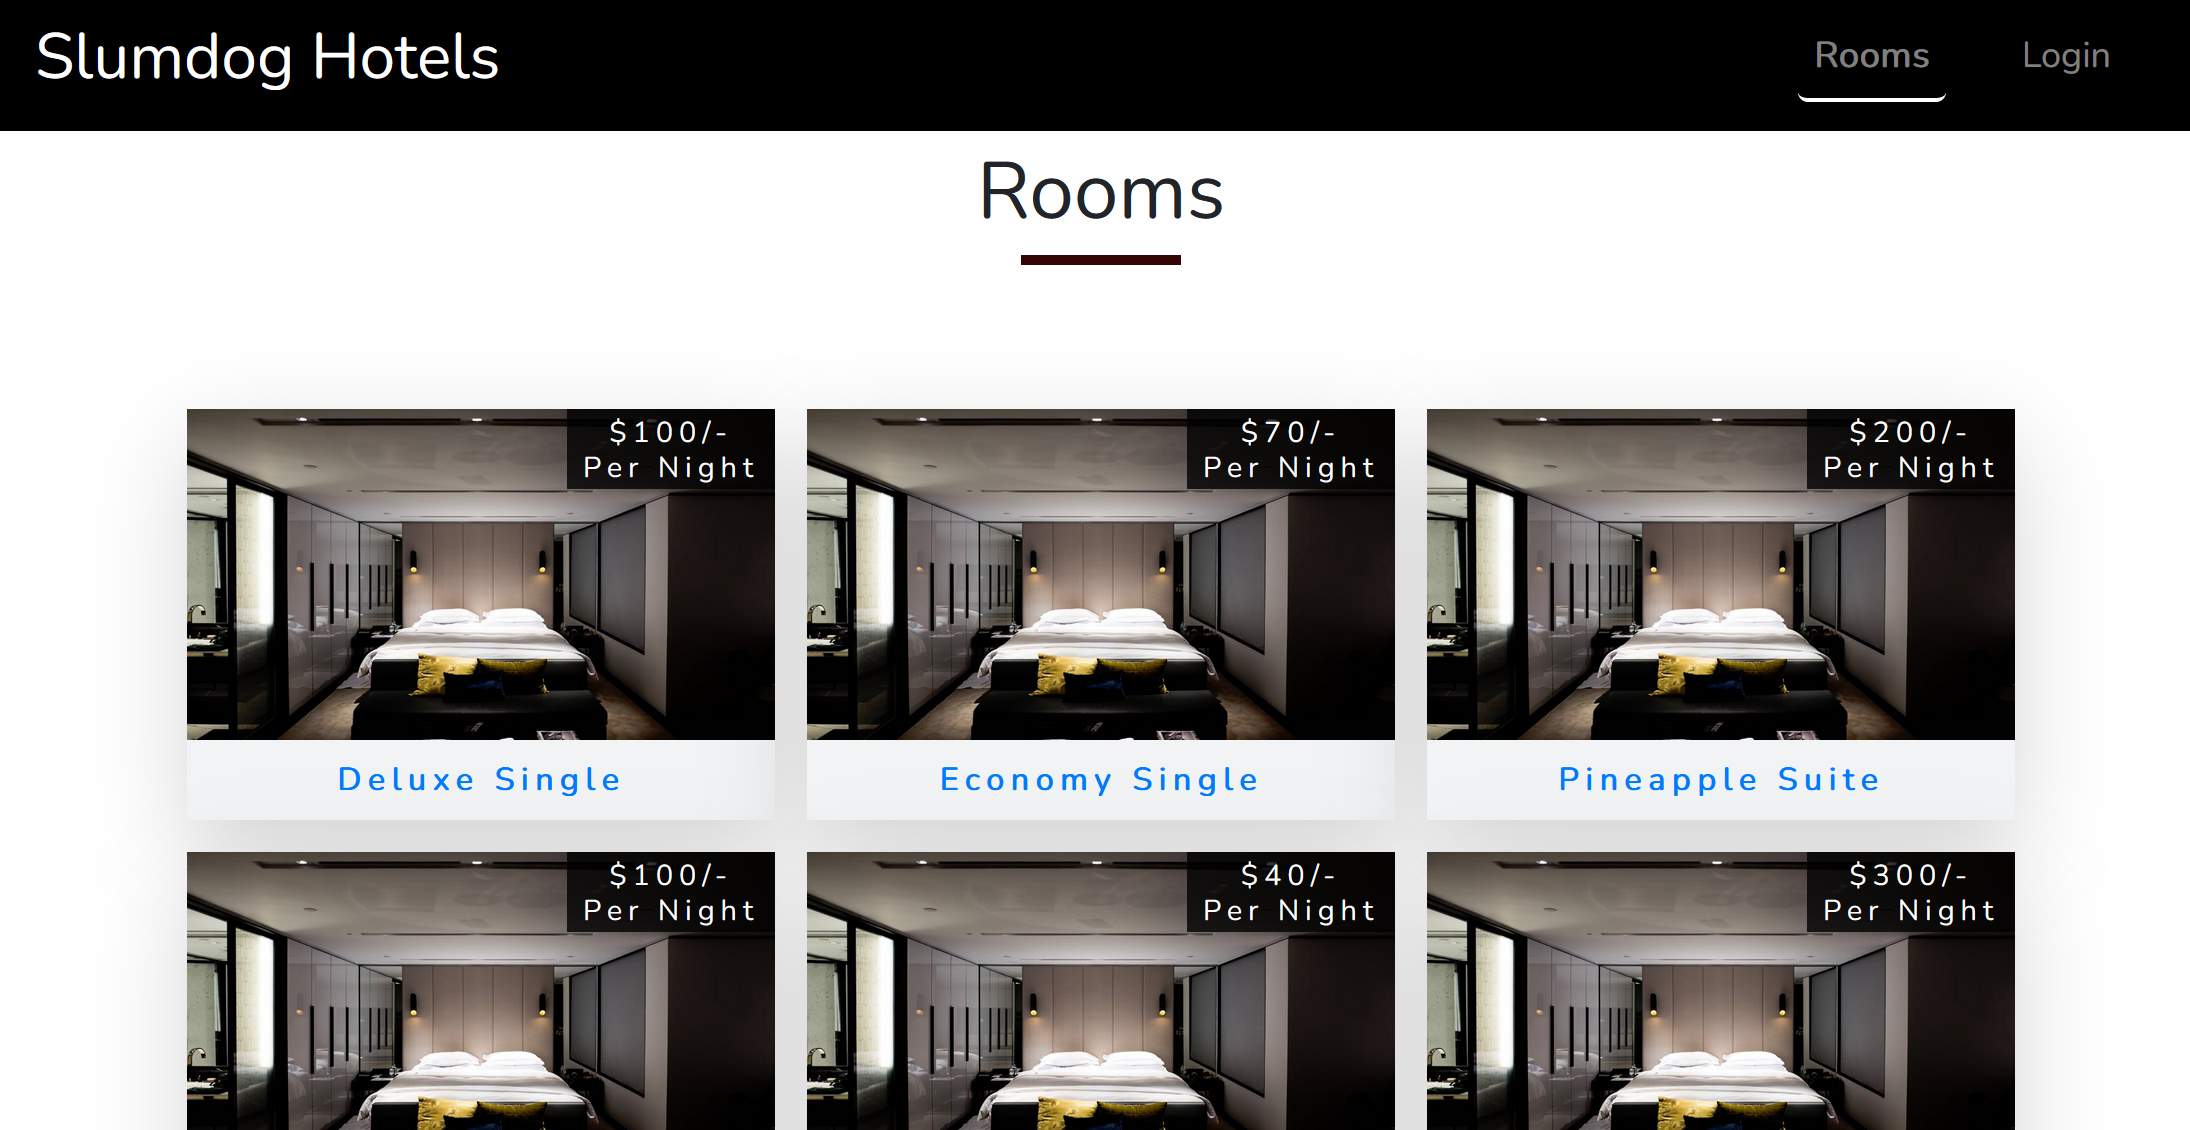 Slumdog Hotels
Rooms
Login
Rooms
$100/-
Per Night
$70/-
Per Night
$200/-
Per Night
Deluxe Single
Economy Single
Pineapple Suite
$100/-
Per Night
$40/-
Per Night
$300/-
Per Night